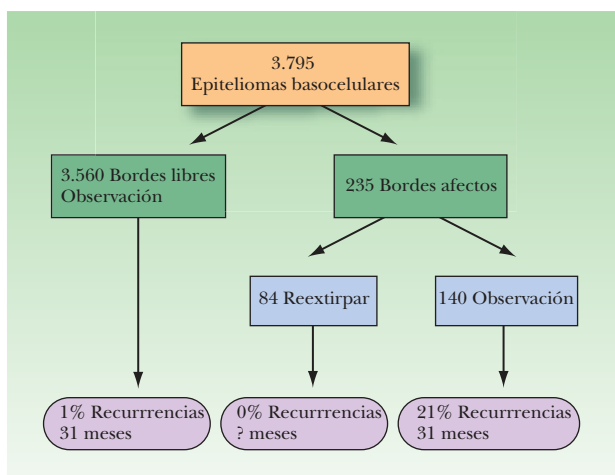 3.795
Epiteliomas basocelulares
3.560 Bordes libres
Observación
235 Bordes afectos
84 Reextirpar
140 Observación
1% Recurrrencias
31 meses
0% Recurrrencias
? meses
21% Recurrrencias
31 meses